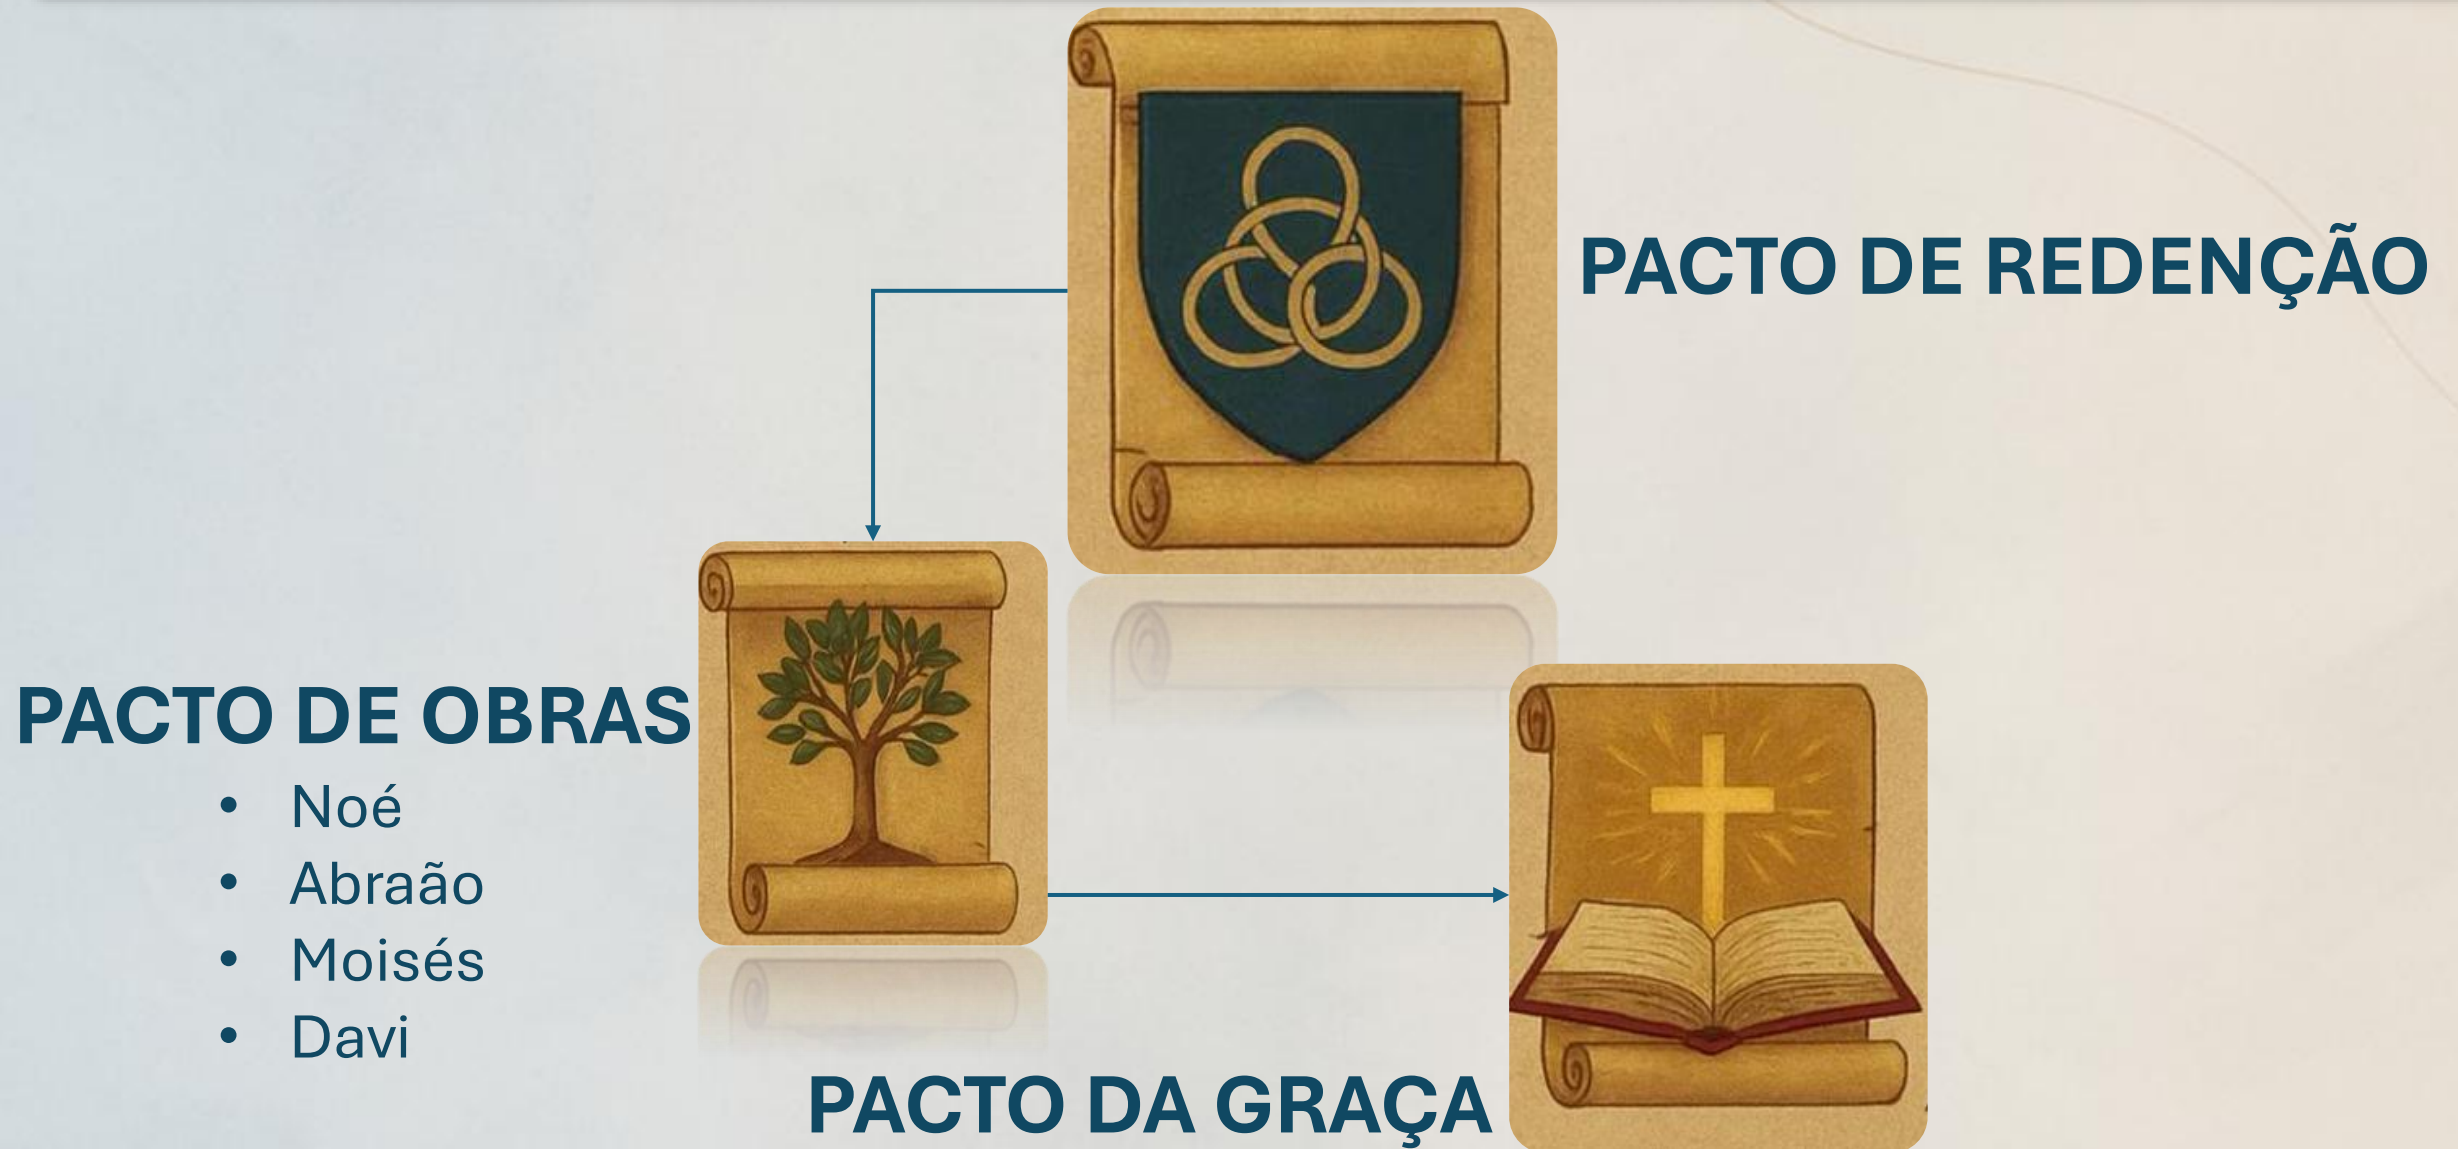 PACTO DE REDENÇÃO
PACTO DE OBRAS
• Noé
• Abraão
• Moisés
• Davi
PACTO DA GRAÇA